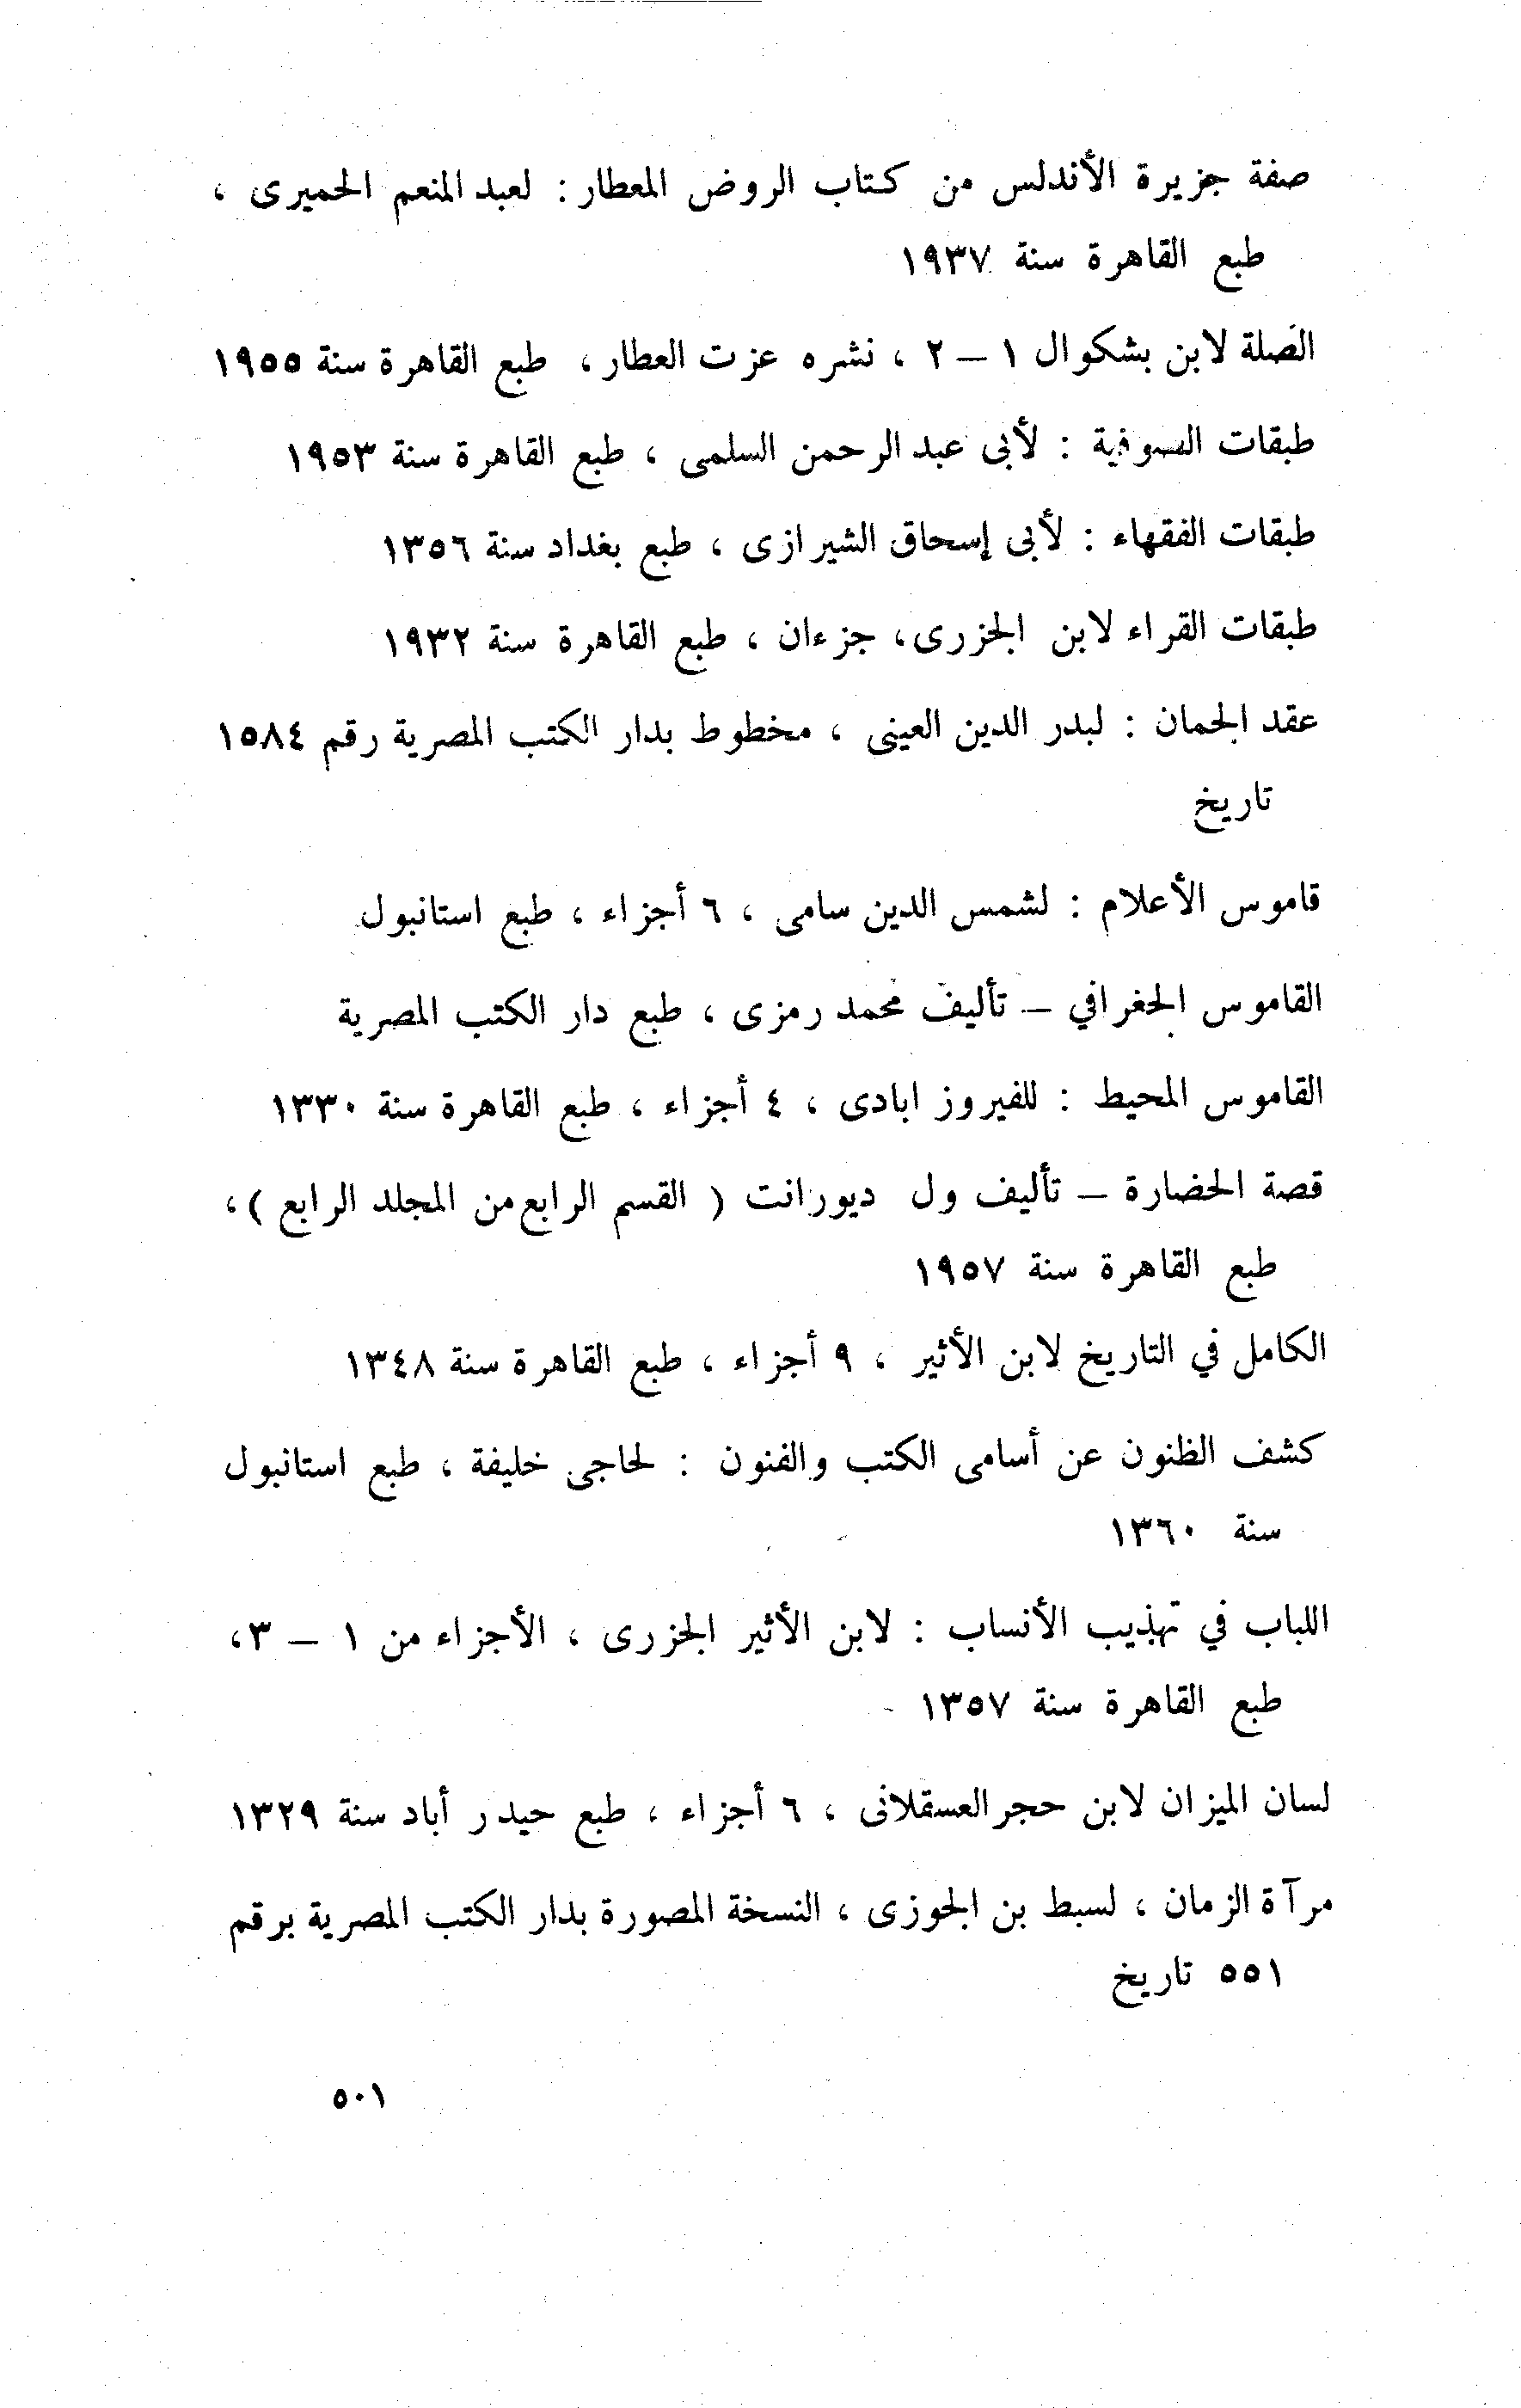 صفة جزيرة الأندلس من كتاب الروض المعطار : لعبد المنعم الحميرى ،
طبع القاهرة سنة ١٩٣٧
الصلة لابن بشكوال ١ – ٢ ، نشره عزت العطار ، طبع القاهرة سنة ١٩٥٥
طبقات الصوفية : لأبى عبد الرحمن السلمى ، طبع القاهرة سنة ١٩٥٣
طبقات الفقهاء : لأبى إسحاق الشيرازى ، طبع بغداد سنة ١٣٥٦
طبقات القراء لابن الجزرى، جزءان ، طبع القاهرة سنة ١٩٣٢
عقد الجمان : لبدر الدين العينى ، مخطوط بدار الكتب المصرية رقم ١٥٨٤
تاريخ
قاموس الأعلام : لشمس الدين سامى ، ٦ أجزاء ، طبع استانبول
القاموس الجغرافي – تأليف محمد رمزى ، طبع دار الكتب المصرية
القاموس المحيط : للفيروز ابادى ، ٤ أجزاء ، طبع القاهرة سنة ١٣٣٠
قصة الحضارة – تأليف ول ديورانت ( القسم الرابع من المجلد الرابع )،
طبع القاهرة سنة ١٩٥٧
الكامل في التاريخ لابن الأثير ، ٩ أجزاء ، طبع القاهرة سنة ١٣٤٨
كشف الظنون عن أسامى الكتب والفنون : لحاجى خليفة ، طبع استانبول
سنة ١٣٦٠
اللباب في تهذيب الأنساب : لابن الأثير الجزرى ، الأجزاء من ١ – ٣،
طبع القاهرة سنة ١٣٥٧
لسان الميزان لابن حجر العسقلانى ، ٦ أجزاء ، طبع حيدر أباد سنة ١٣٢٩
مرآة الزمان ، لسبط بن الجوزى ، النسخة المصورة بدار الكتب المصرية برقم
٥٥١ تاريخ
٥٠١